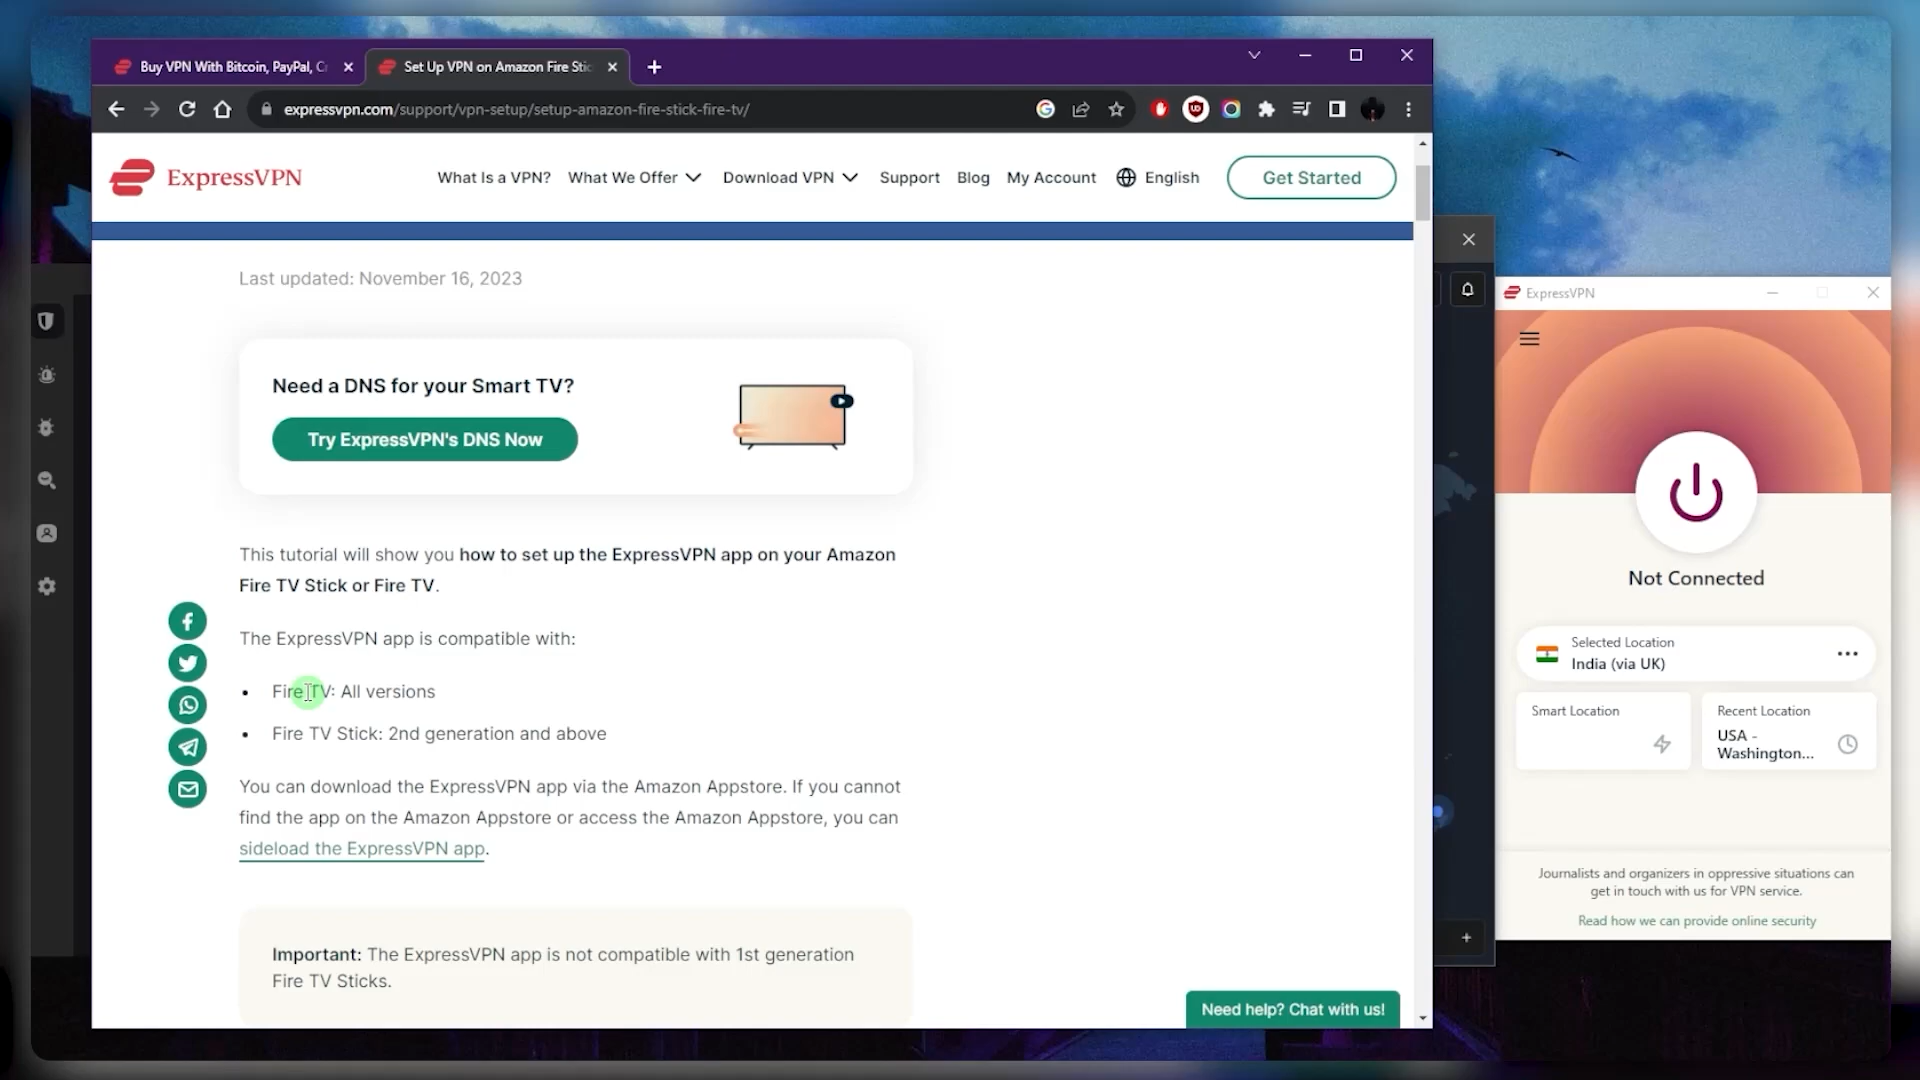 Buy VPN With Bitcoin, PayPal, C
Set Up VPN on Amazon Fire Stic
expressvpn.com/support/vpn-setup/setup-amazon-fire-stick-fire-tv/
ExpressVPN
What Is a VPN?
What We Offer
Download VPN
Support
Blog
My Account
English
Get Started
Last updated: November 16, 2023
Need a DNS for your Smart TV?
Try ExpressVPN's DNS Now
This tutorial will show you how to set up the ExpressVPN app on your Amazon
Fire TV Stick or Fire TV.
The ExpressVPN app is compatible with:
• Fire TV: All versions
• Fire TV Stick: 2nd generation and above
You can download the ExpressVPN app via the Amazon Appstore. If you cannot
find the app on the Amazon Appstore or access the Amazon Appstore, you can
sideload the ExpressVPN app.
Important: The ExpressVPN app is not compatible with 1st generation
Fire TV Sticks.
Need help? Chat with us!
ExpressVPN
Not Connected
Selected Location
India (via UK)
Smart Location
Recent Location
USA -
Washington...
Journalists and organizers in oppressive situations can
get in touch with us for VPN service.
Read how we can provide online security